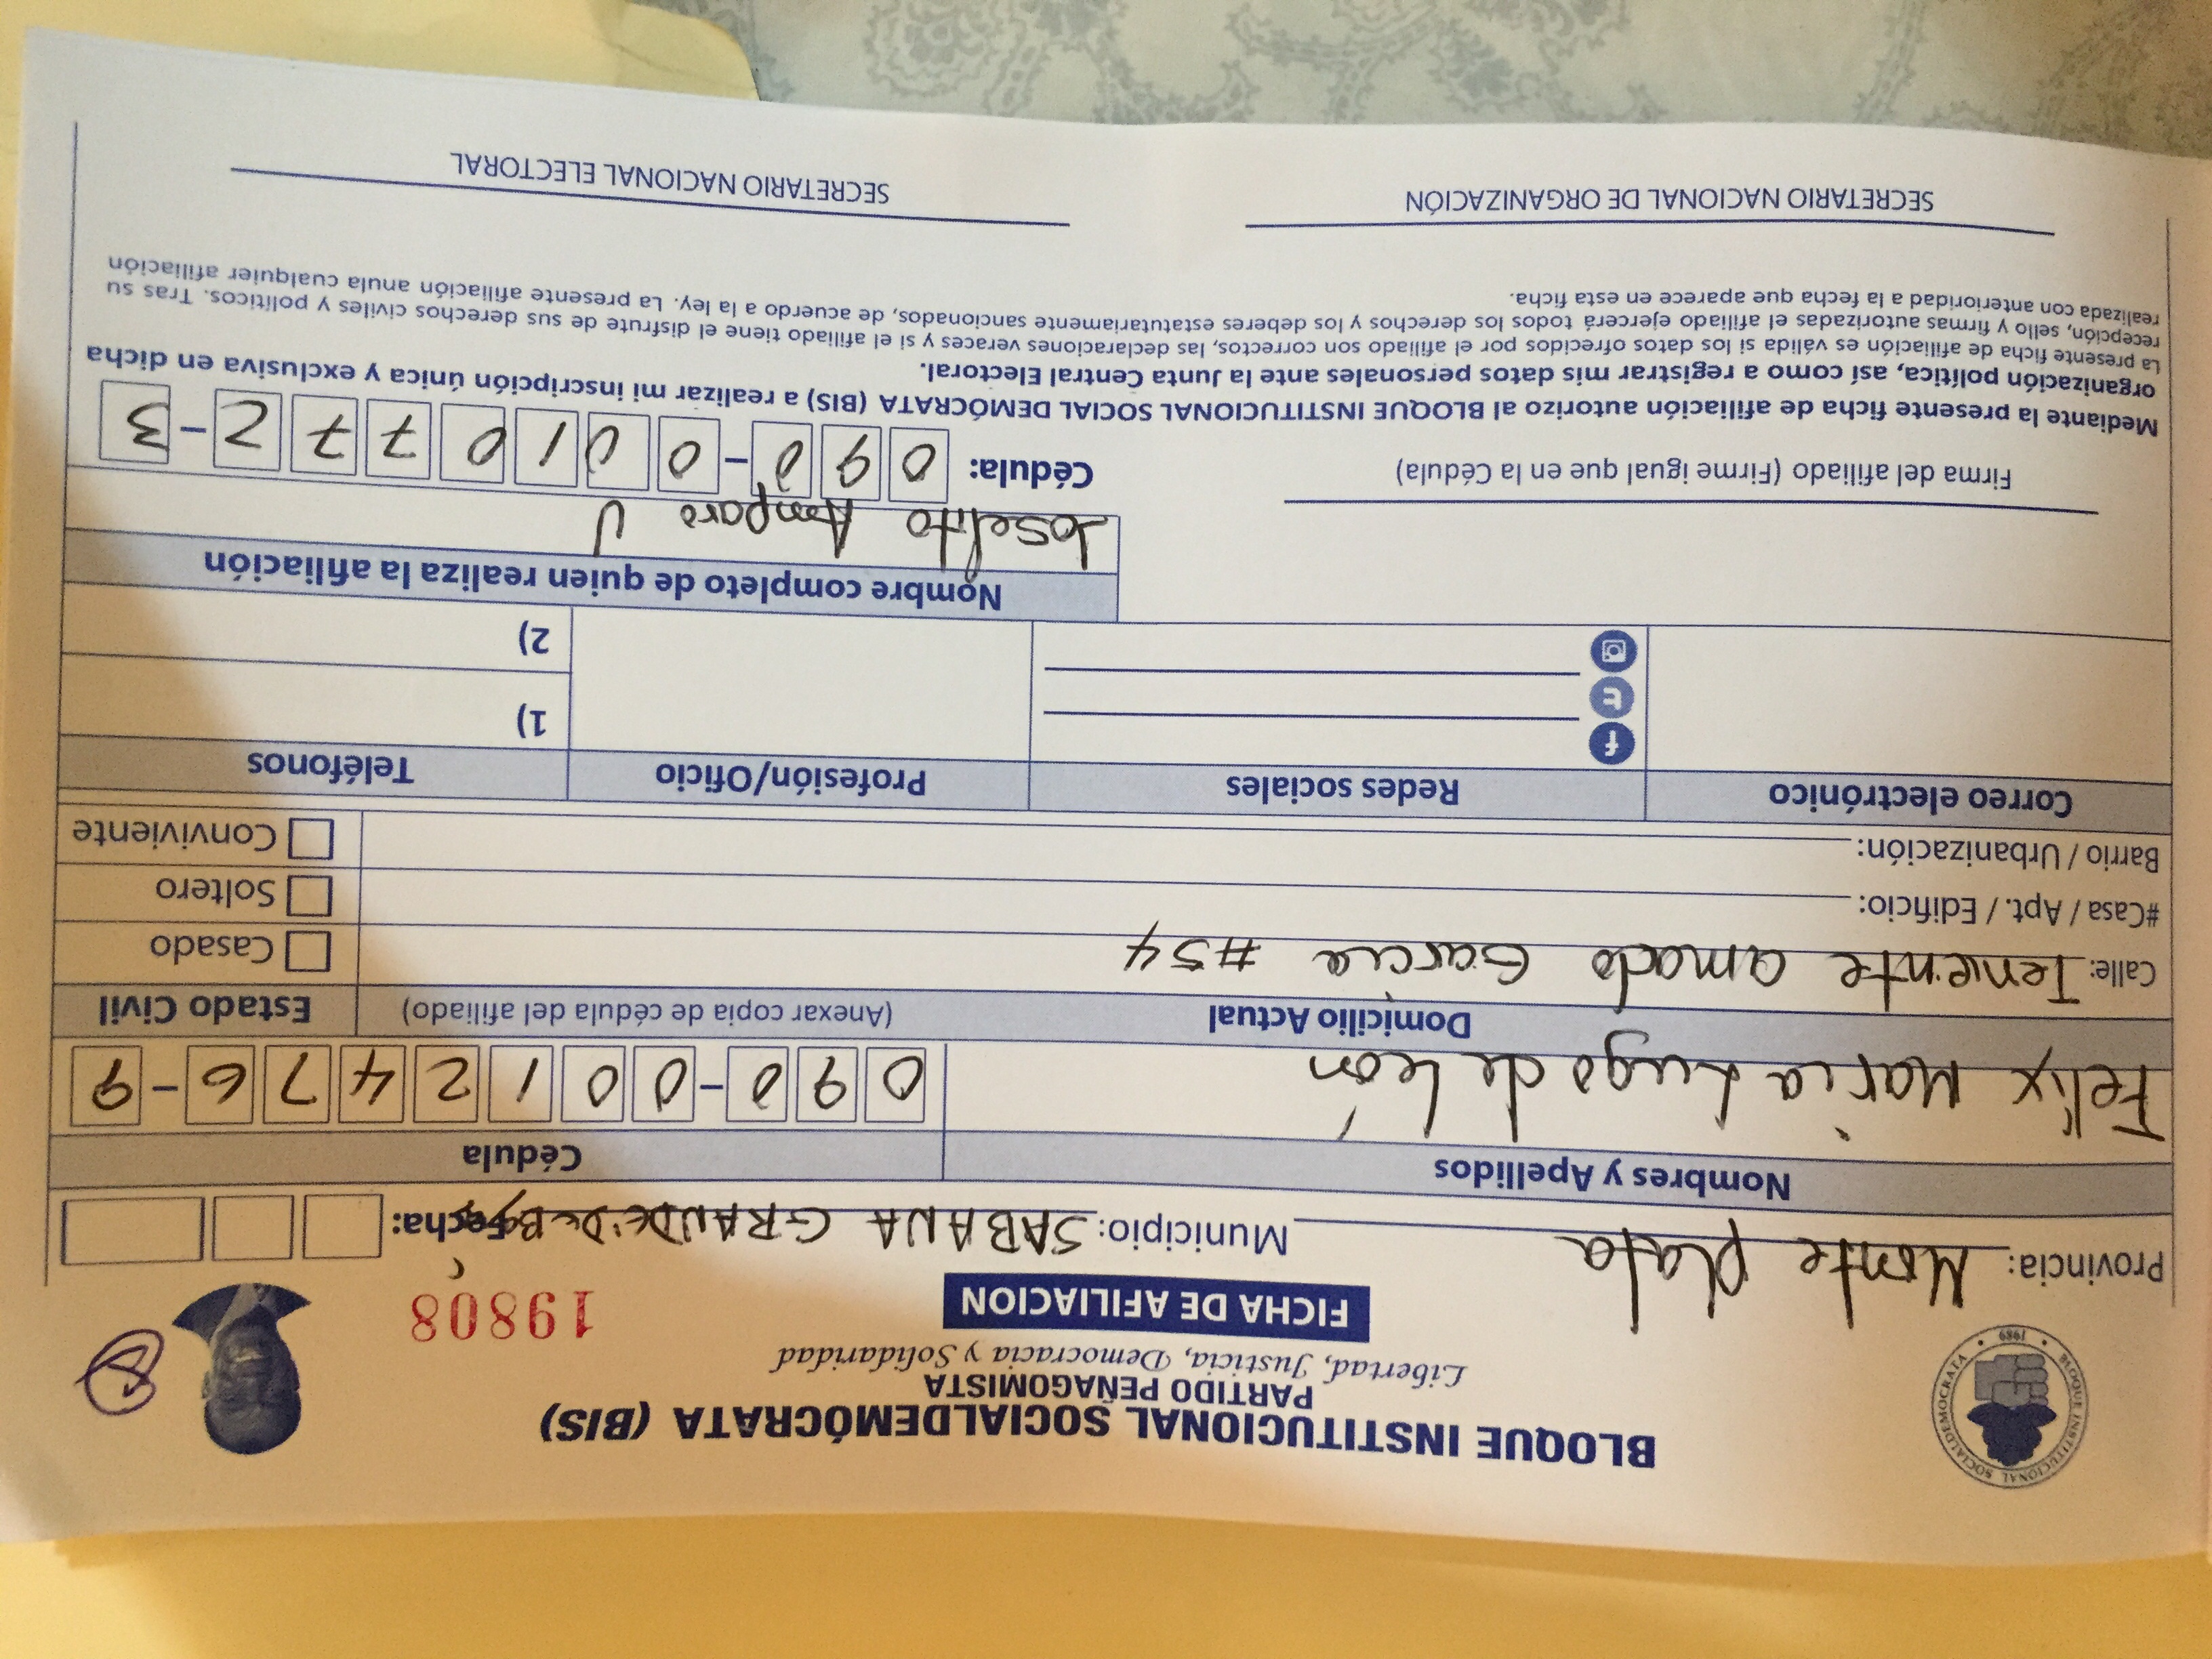 BLOQUE INSTITUCIONAL SOCIALDEMÓCRATA (BIS)
PARTIDO PEÑAGOMISTA
Libertad, Justicia, Democracia y Solidaridad
BLOQUE INSTITUCIONAL SOCIALDEMOCRATA
1989
FICHA DE AFILIACION
19808
Provincia: Monte Plata Municipio: SABANA GRANDE DE Fecha:
Nombres y Apellidos Cédula
Felix Maria Lugo de León 090-0012476-9
Domicilio Actual (Anexar copia de cédula del afiliado) Estado Civil
Calle: Teniente amado Garcia #54 Casado
#Casa / Apt. / Edificio: Soltero
Barrio / Urbanización: Conviviente
Correo electrónico Redes sociales Profesión/Oficio Teléfonos
1)
2)
Nombre completo de quien realiza la afiliación
Joselito Amparo J
Firma del afiliado (Firme igual que en la Cédula) Cédula: 090-0010772-3
Mediante la presente ficha de afiliación autorizo al BLOQUE INSTITUCIONAL SOCIAL DEMÓCRATA (BIS) a realizar mi inscripción única y exclusiva en dicha
organización política, así como a registrar mis datos personales ante la Junta Central Electoral.
La presente ficha de afiliación es válida si los datos ofrecidos por el afiliado son correctos, las declaraciones veraces y si el afiliado tiene el disfrute de sus derechos civiles y políticos. Tras su
recepción, sello y firmas autorizadas el afiliado ejercerá todos los derechos y los deberes estatutariamente sancionados, de acuerdo a la ley. La presente afiliación anula cualquier afiliación
realizada con anterioridad a la fecha que aparece en esta ficha.
SECRETARIO NACIONAL DE ORGANIZACIÓN SECRETARIO NACIONAL ELECTORAL